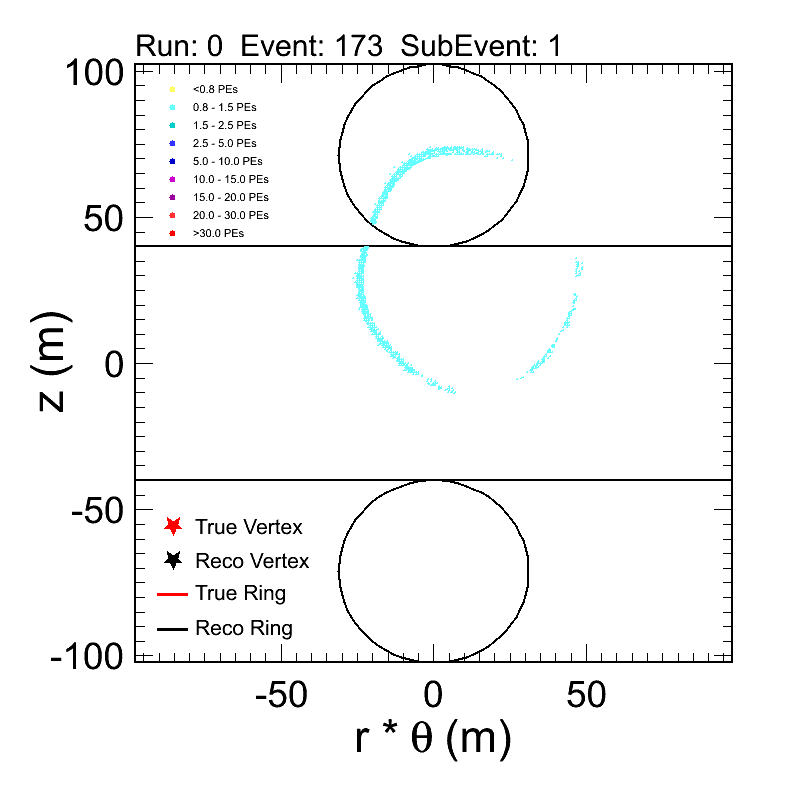 Run: 0  Event: 173  SubEvent: 1
100
<0.8 PEs
0.8 - 1.5 PEs
1.5 - 2.5 PEs
2.5 - 5.0 PEs
5.0 - 10.0 PEs
10.0 - 15.0 PEs
15.0 - 20.0 PEs
20.0 - 30.0 PEs
>30.0 PEs
50
0
z (m)
-50
True Vertex
Reco Vertex
True Ring
Reco Ring
-100
-50 0 50
r * θ (m)